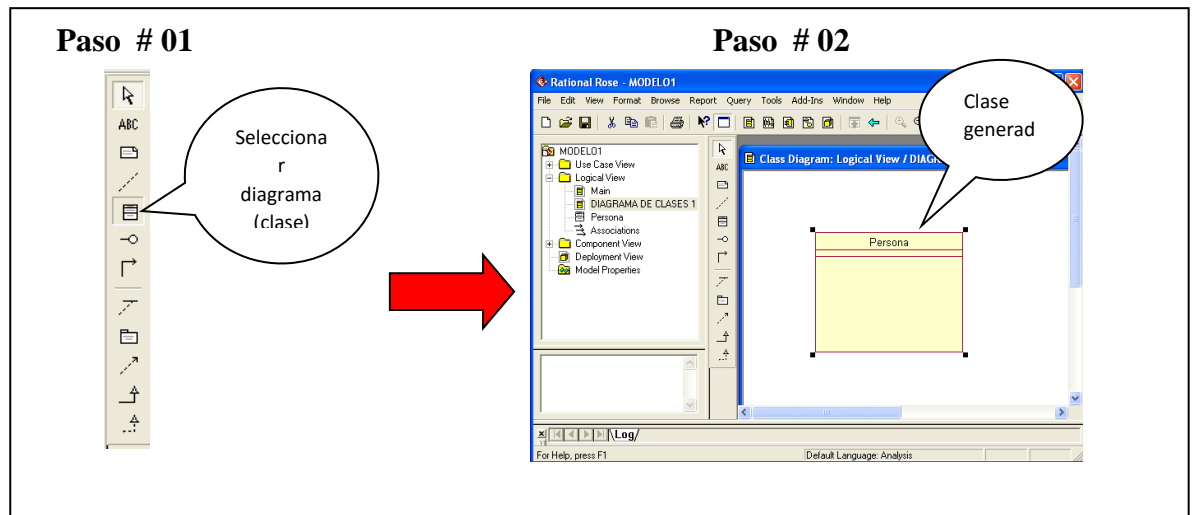 Paso # 01
Paso # 02
ABC
Selecciona
r
diagrama
(clase)
Rational Rose - MODELO1
File Edit View Format Browse Report Query Tools Add-Ins Window Help
Clase
generad
MODELO1
Use Case View
Logical View
Main
DIAGRAMA DE CLASES 1
Persona
Associations
Component View
Deployment View
Model Properties
ABC
Class Diagram: Logical View / DIAG
Persona
Log
For Help, press F1
Default Language: Analysis